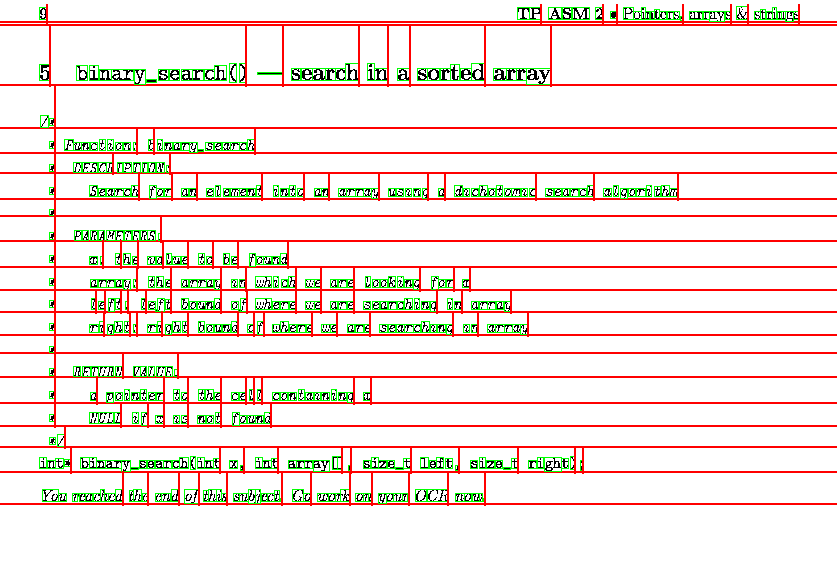 9 TP ASM 2 • Pointers, arrays & strings
5 binary_search() — search in a sorted array
/*
* Function: binary_search
* DESCRIPTION:
* Search for an element into an array using a dichotomic search algorithm
*
* PARAMETERS:
* x: the value to be found
* array: the array in which we are looking for x
* left: left bound of where we are searching in array
* right: right bound of where we are searching in array
*
* RETURN VALUE:
* a pointer to the cell containing x
* NULL if x is not found
*/
int* binary_search(int x, int array[], size_t left, size_t right);
You reached the end of this subject. Go work on your OCR now.